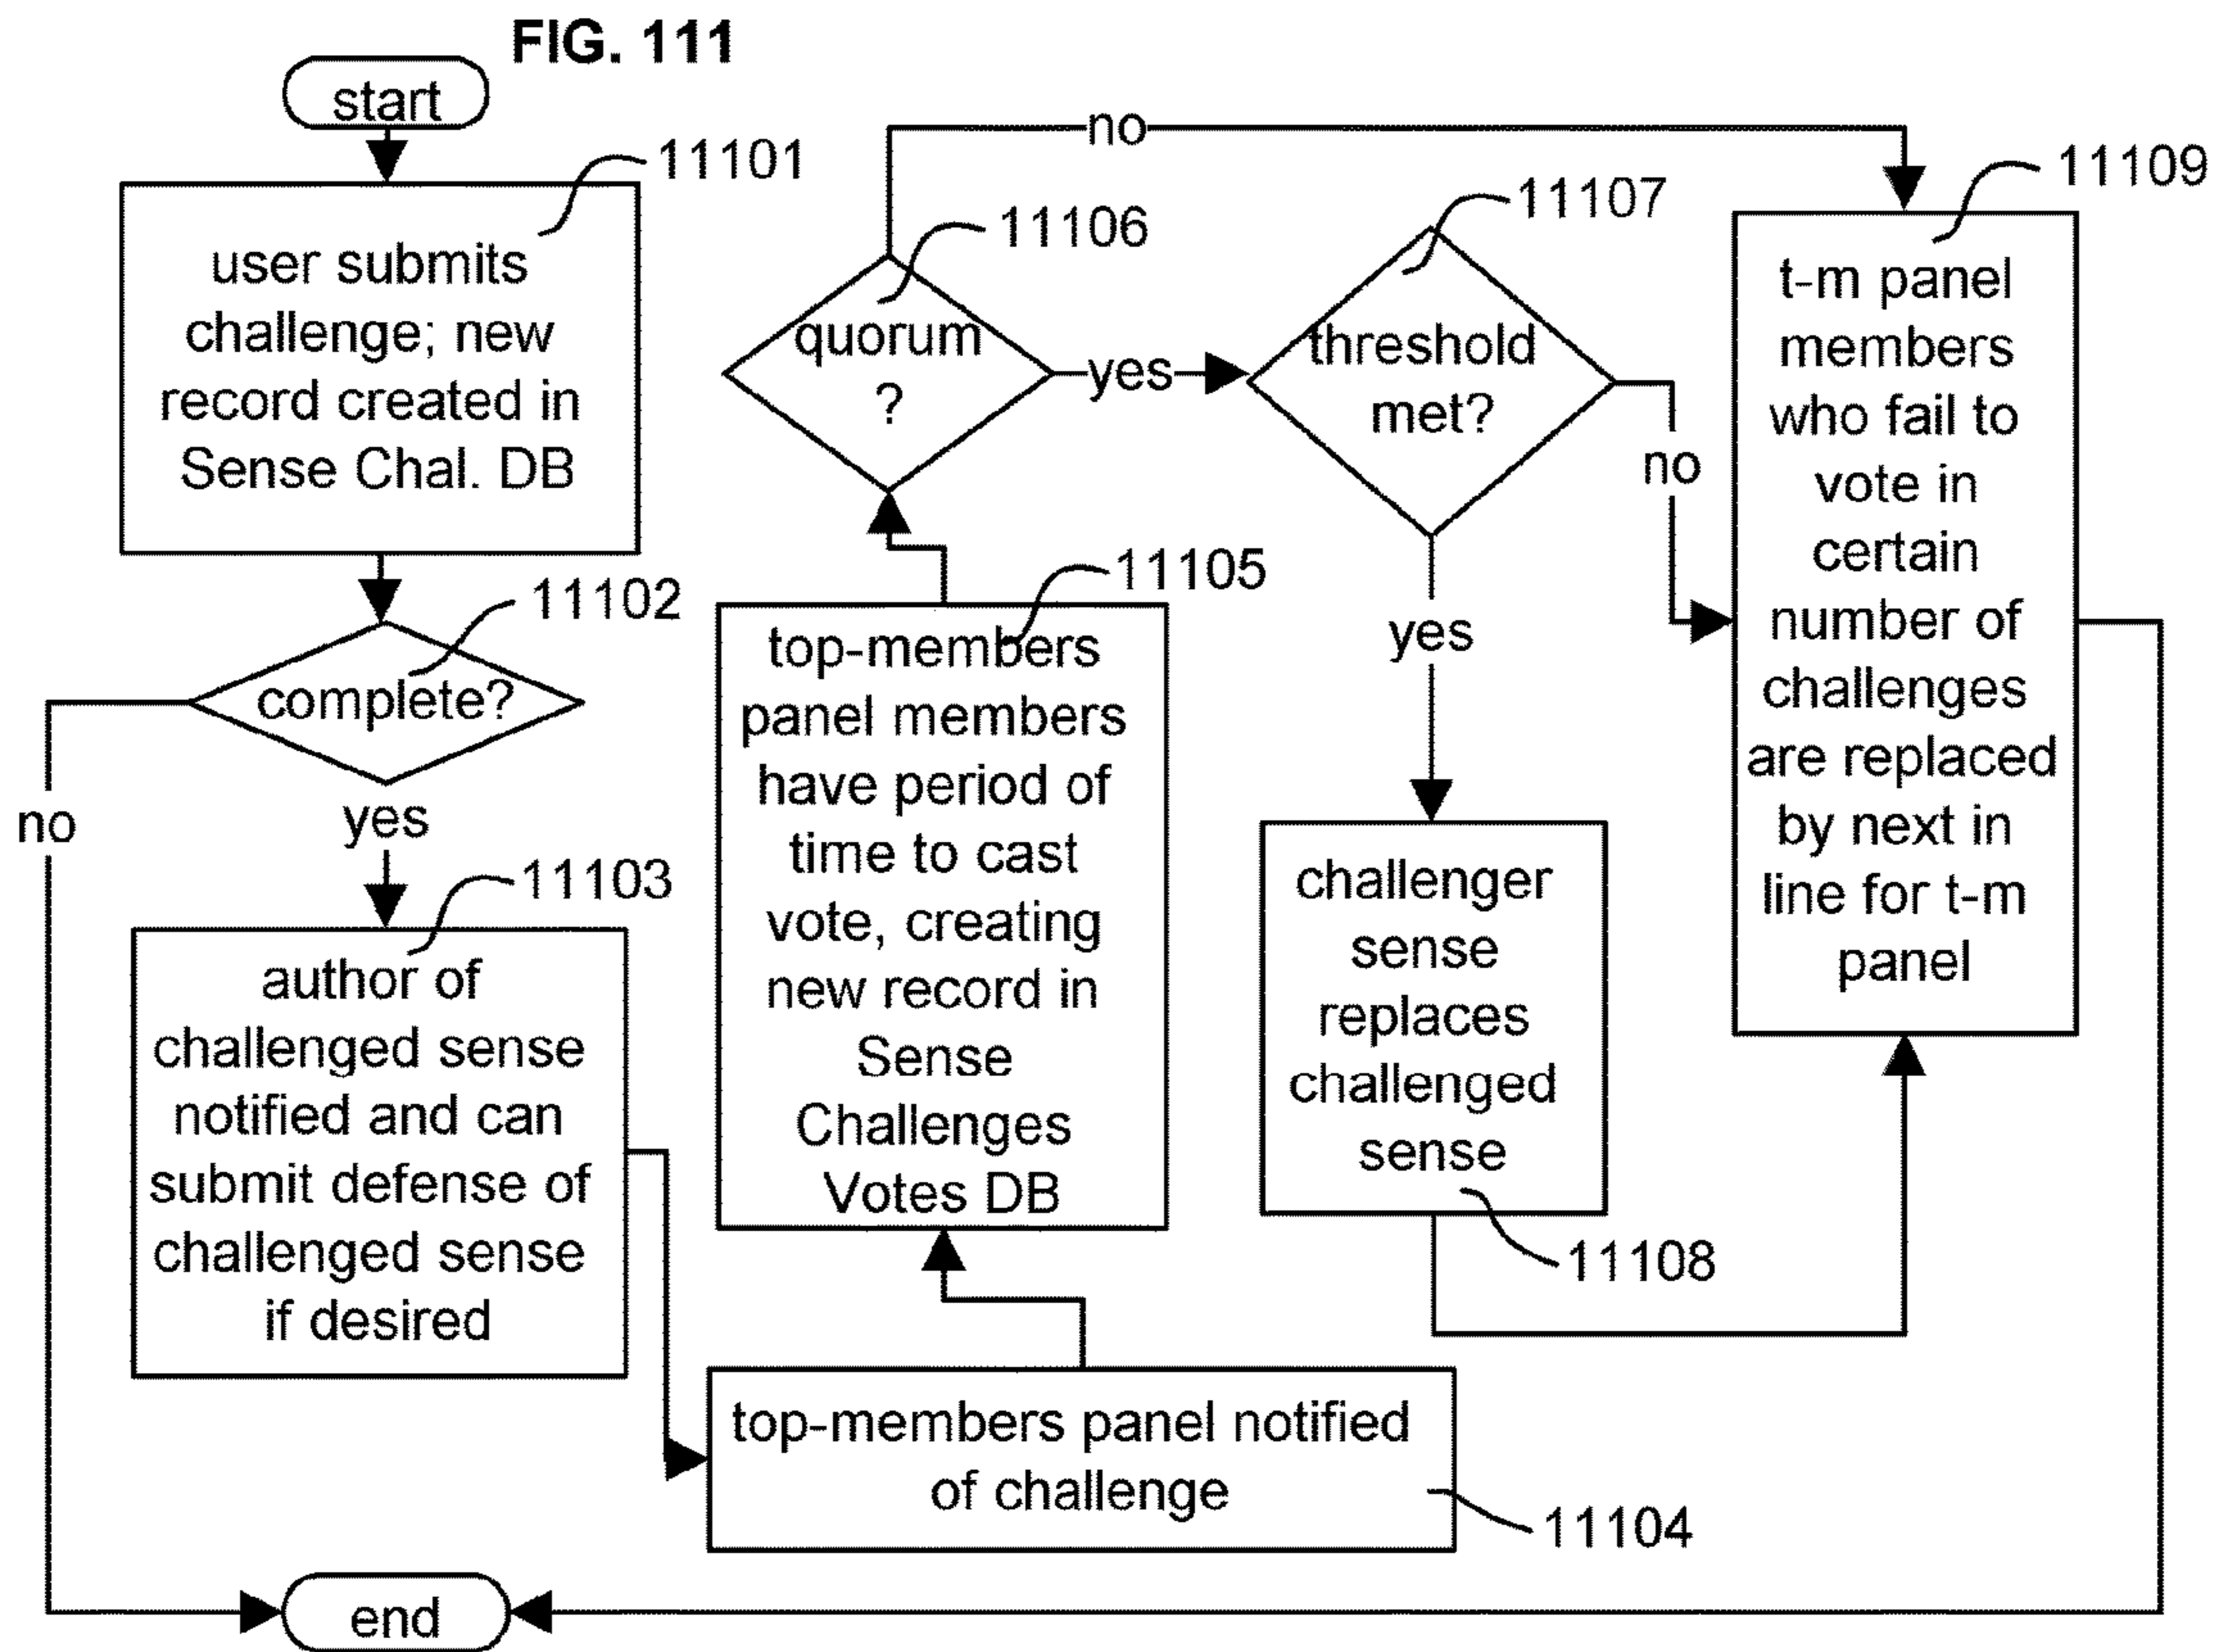 FIG. 111
start
11101
user submits
challenge; new
record created in
Sense Chal. DB
11102
complete?
no
yes
11103
author of
challenged sense
notified and can
submit defense of
challenged sense
if desired
top-members panel notified
of challenge
11104
11105
top-members
panel members
have period of
time to cast
vote, creating
new record in
Sense
Challenges
Votes DB
11106
quorum
?
no
yes
11107
threshold
met?
no
yes
challenger
sense
replaces
challenged
sense
11108
11109
t-m panel
members
who fail to
vote in
certain
number of
challenges
are replaced
by next in
line for t-m
panel
end